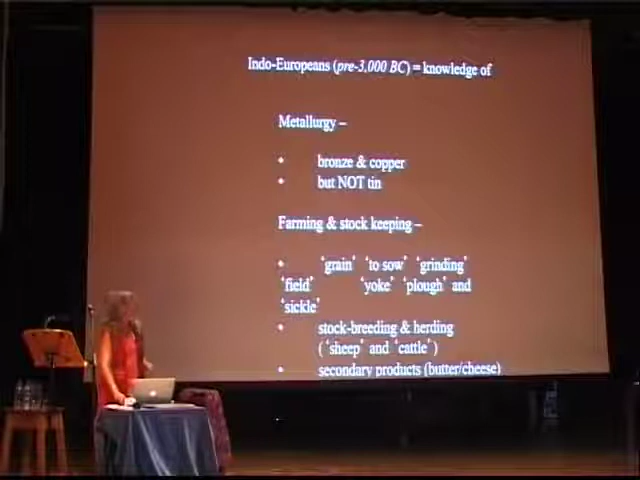 Indo-Europeans (pre-3,000 BC) = knowledge of
Metallurgy –
• bronze & copper
• but NOT tin
Farming & stock keeping –
• 'grain' 'to sow' 'grinding'
'field' 'yoke' 'plough' and
'sickle'
• stock-breeding & herding
('sheep' and 'cattle')
• secondary products (butter/cheese)